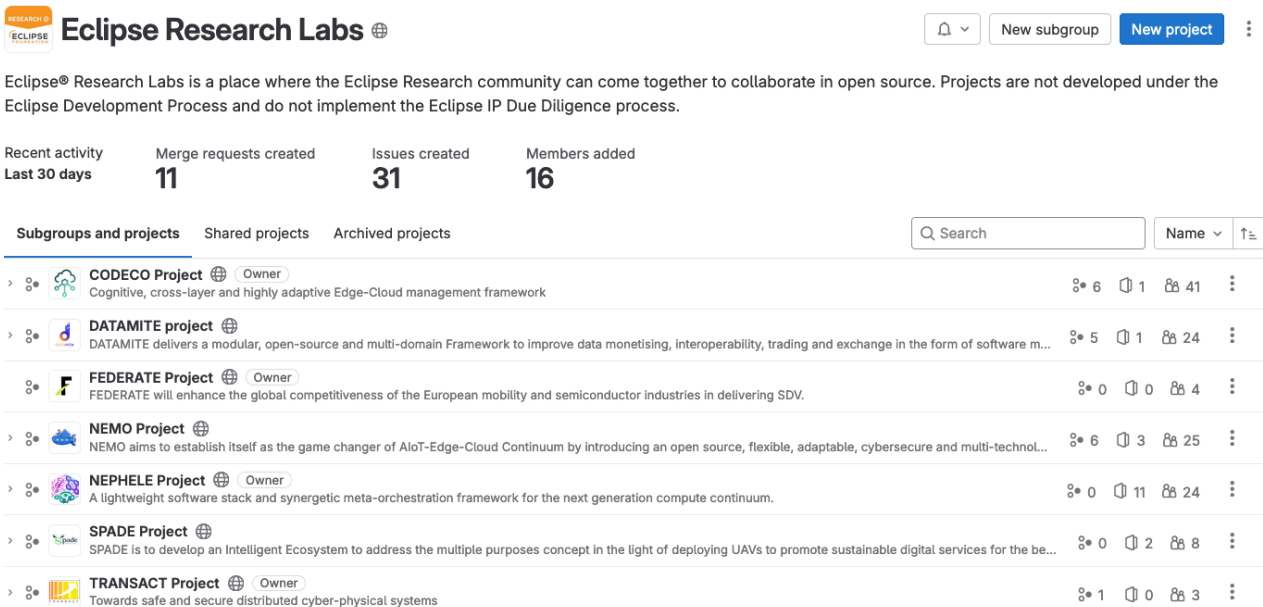 RESEARCH @
ECLIPSE
FOUNDATION
Eclipse Research Labs
New subgroup
New project
Eclipse® Research Labs is a place where the Eclipse Research community can come together to collaborate in open source. Projects are not developed under the
Eclipse Development Process and do not implement the Eclipse IP Due Diligence process.
Recent activity
Last 30 days
Merge requests created
11
Issues created
31
Members added
16
Subgroups and projects
Shared projects
Archived projects
Search
Name
CODECO Project
Owner
Cognitive, cross-layer and highly adaptive Edge-Cloud management framework
6 1 41
DATAMITE project
DATAMITE delivers a modular, open-source and multi-domain Framework to improve data monetising, interoperability, trading and exchange in the form of software m...
5 1 24
FEDERATE Project
Owner
FEDERATE will enhance the global competitiveness of the European mobility and semiconductor industries in delivering SDV.
0 0 4
NEMO Project
NEMO aims to establish itself as the game changer of AIoT-Edge-Cloud Continuum by introducing an open source, flexible, adaptable, cybersecure and multi-technol...
6 3 25
NEPHELE Project
Owner
A lightweight software stack and synergetic meta-orchestration framework for the next generation compute continuum.
0 11 24
Spade
SPADE Project
SPADE is to develop an Intelligent Ecosystem to address the multiple purposes concept in the light of deploying UAVs to promote sustainable digital services for the be...
0 2 8
TRANSACT Project
Owner
Towards safe and secure distributed cyber-physical systems
1 0 3